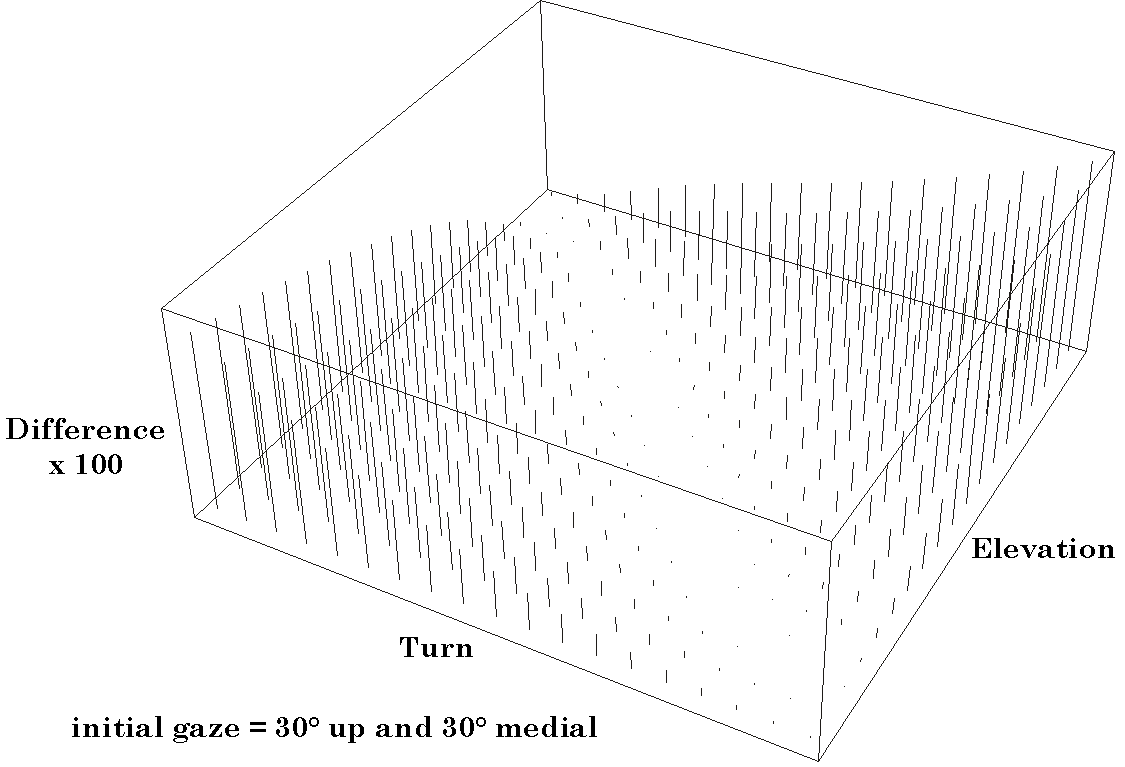 Difference
x 100
Elevation
Turn
initial gaze = 30° up and 30° medial